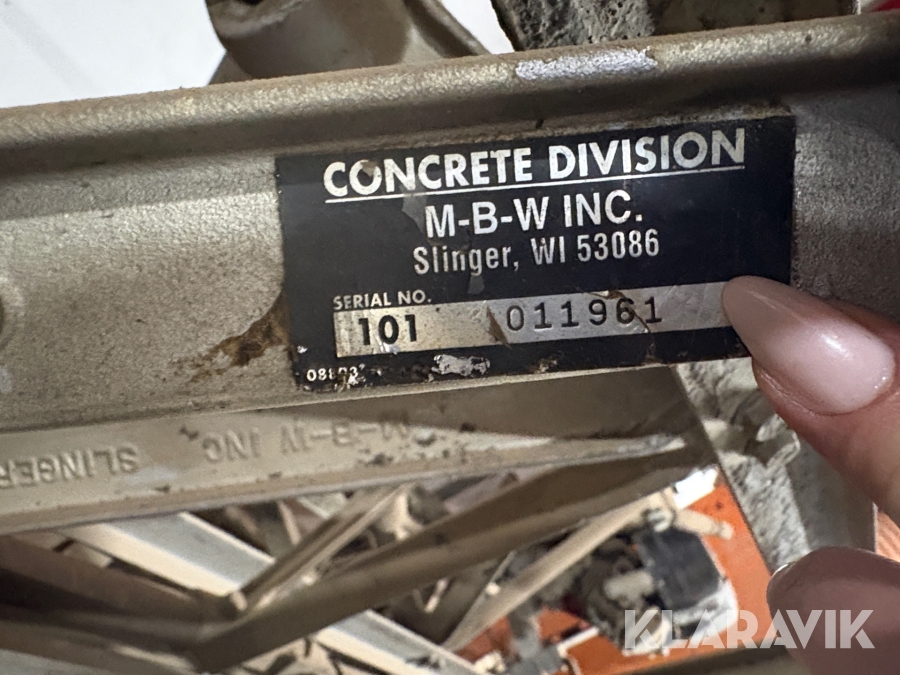 CONCRETE DIVISION
M-B-W INC.
Slinger, WI 53086
SERIAL NO.
101 011961
M-B-W INC
SLINGER
KLARAVIK